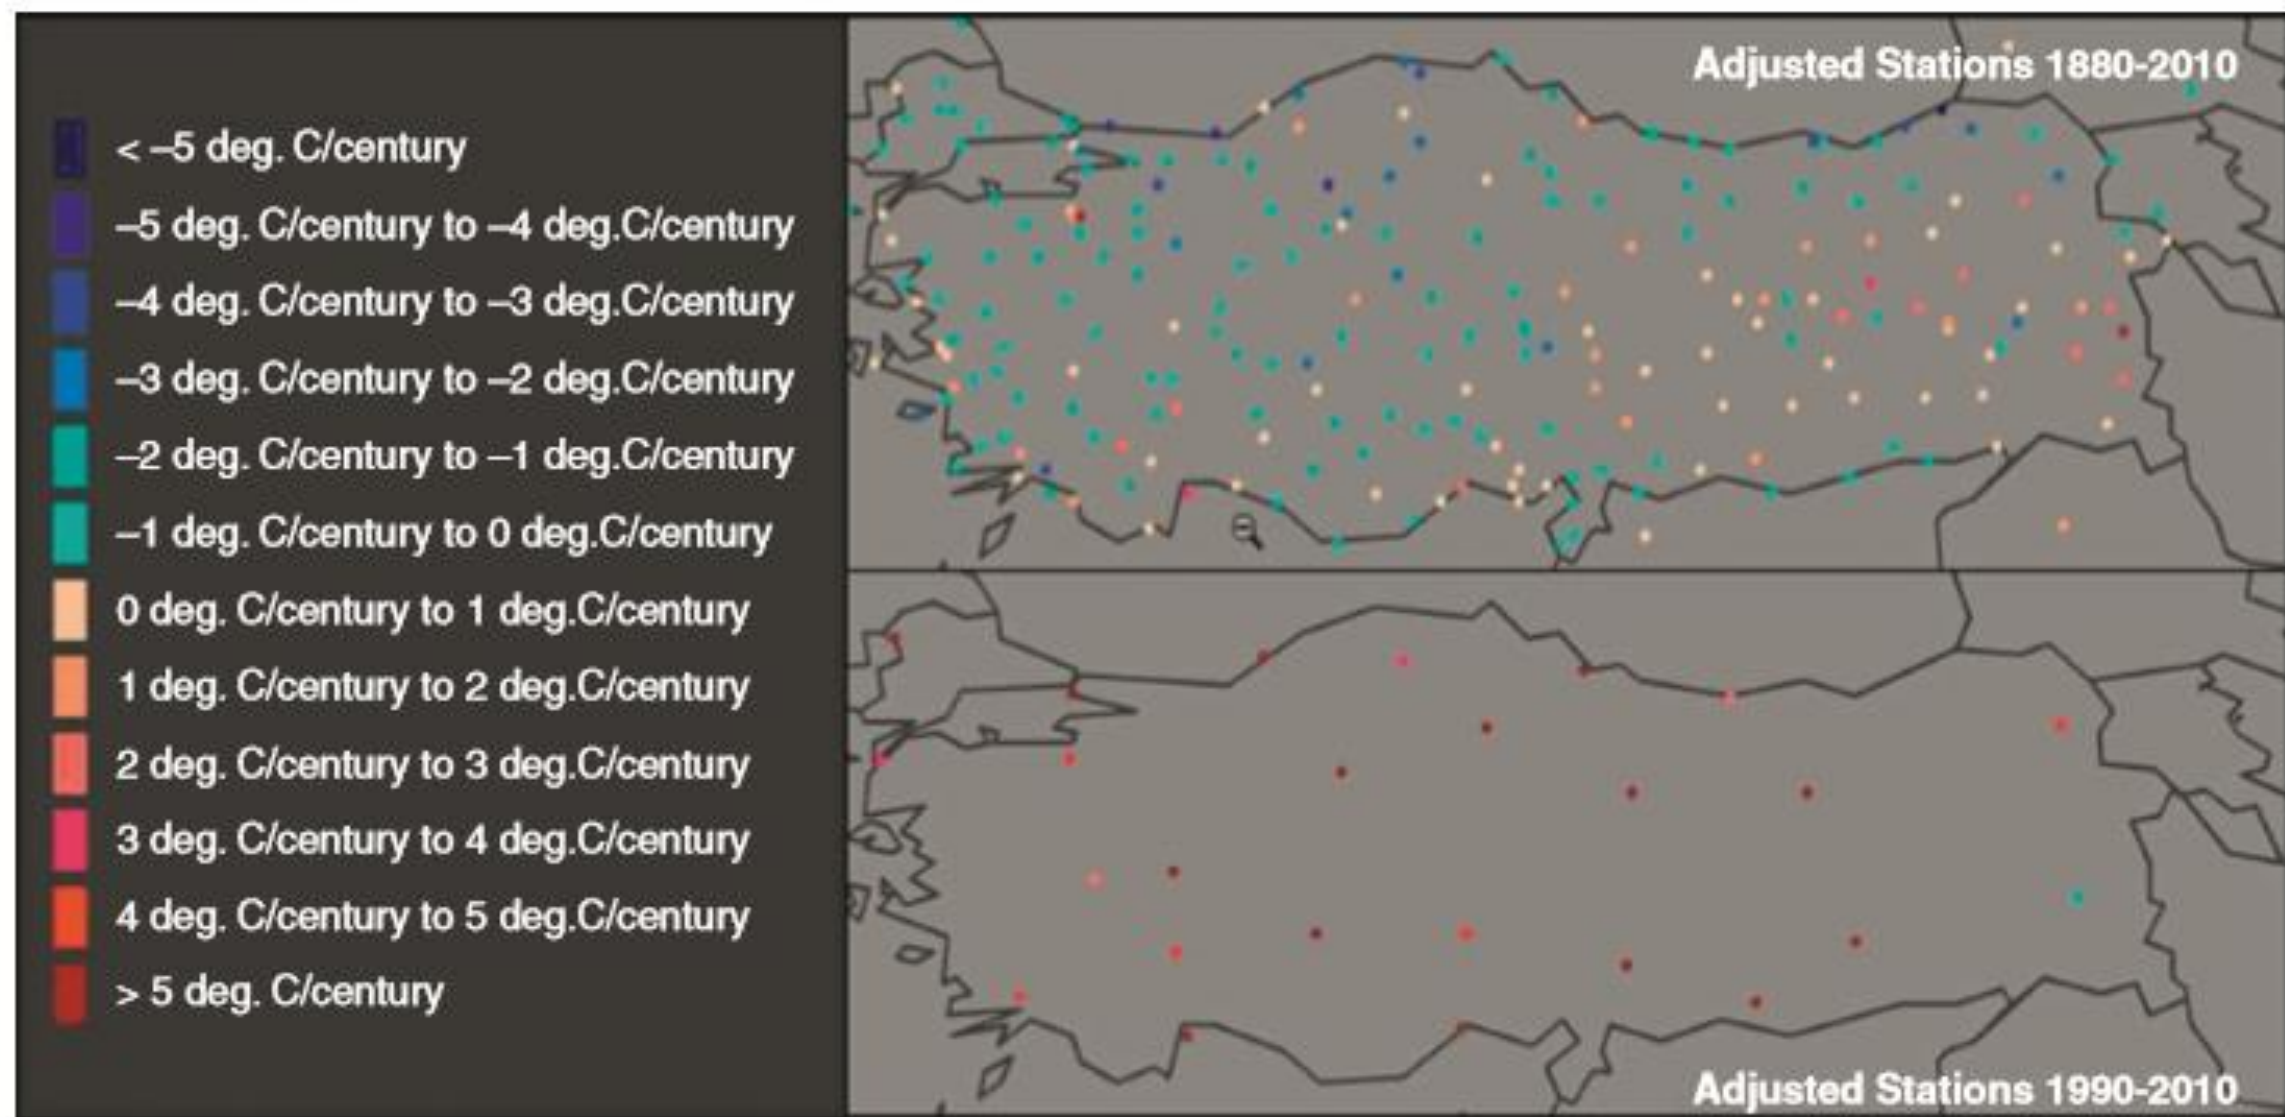 < –5 deg. C/century
–5 deg. C/century to –4 deg.C/century
–4 deg. C/century to –3 deg.C/century
–3 deg. C/century to –2 deg.C/century
–2 deg. C/century to –1 deg.C/century
–1 deg. C/century to 0 deg.C/century
0 deg. C/century to 1 deg.C/century
1 deg. C/century to 2 deg.C/century
2 deg. C/century to 3 deg.C/century
3 deg. C/century to 4 deg.C/century
4 deg. C/century to 5 deg.C/century
> 5 deg. C/century
Adjusted Stations 1880-2010
Adjusted Stations 1990-2010